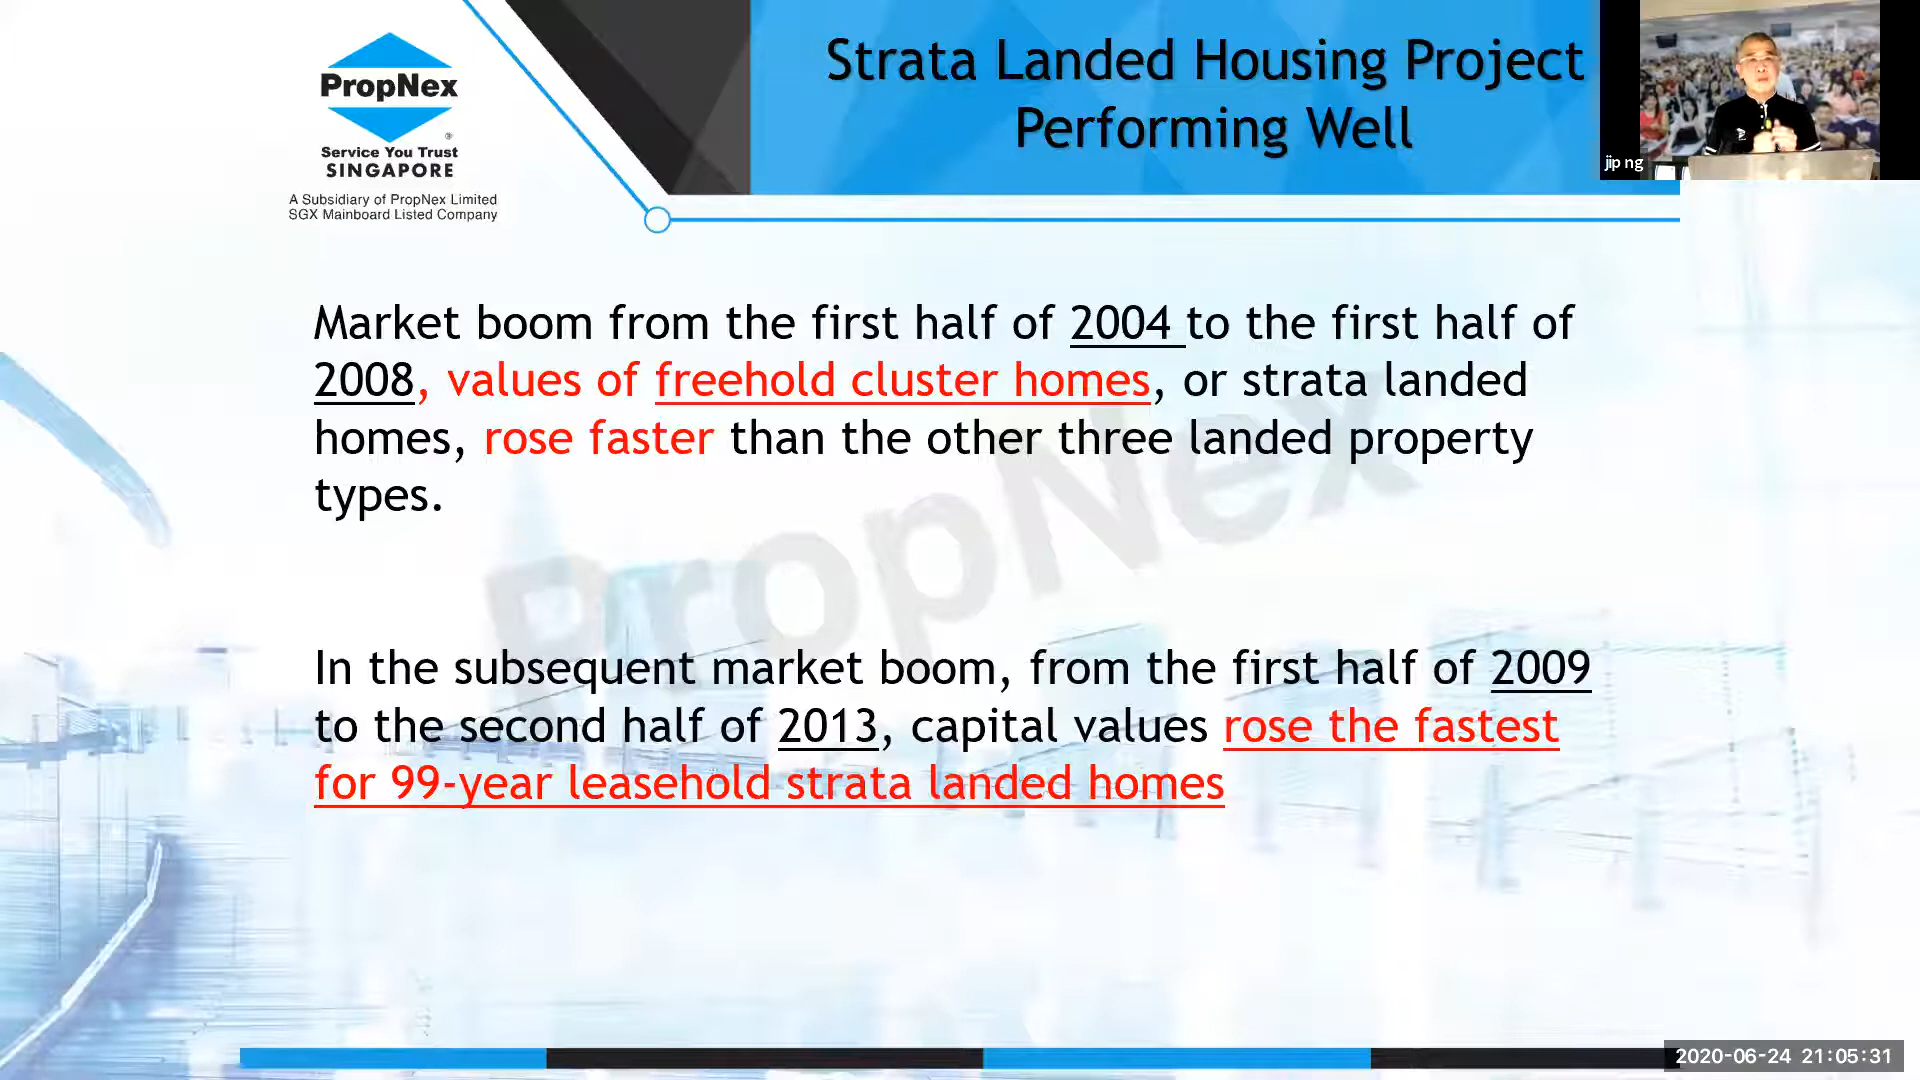 PropNex
®
Service You Trust
SINGAPORE
A Subsidiary of PropNex Limited
SGX Mainboard Listed Company
Strata Landed Housing Project
Performing Well
jip ng
Market boom from the first half of 2004 to the first half of
2008, values of freehold cluster homes, or strata landed
homes, rose faster than the other three landed property
types.
PropNex
In the subsequent market boom, from the first half of 2009
to the second half of 2013, capital values rose the fastest
for 99-year leasehold strata landed homes
2020-06-24 21:05:31